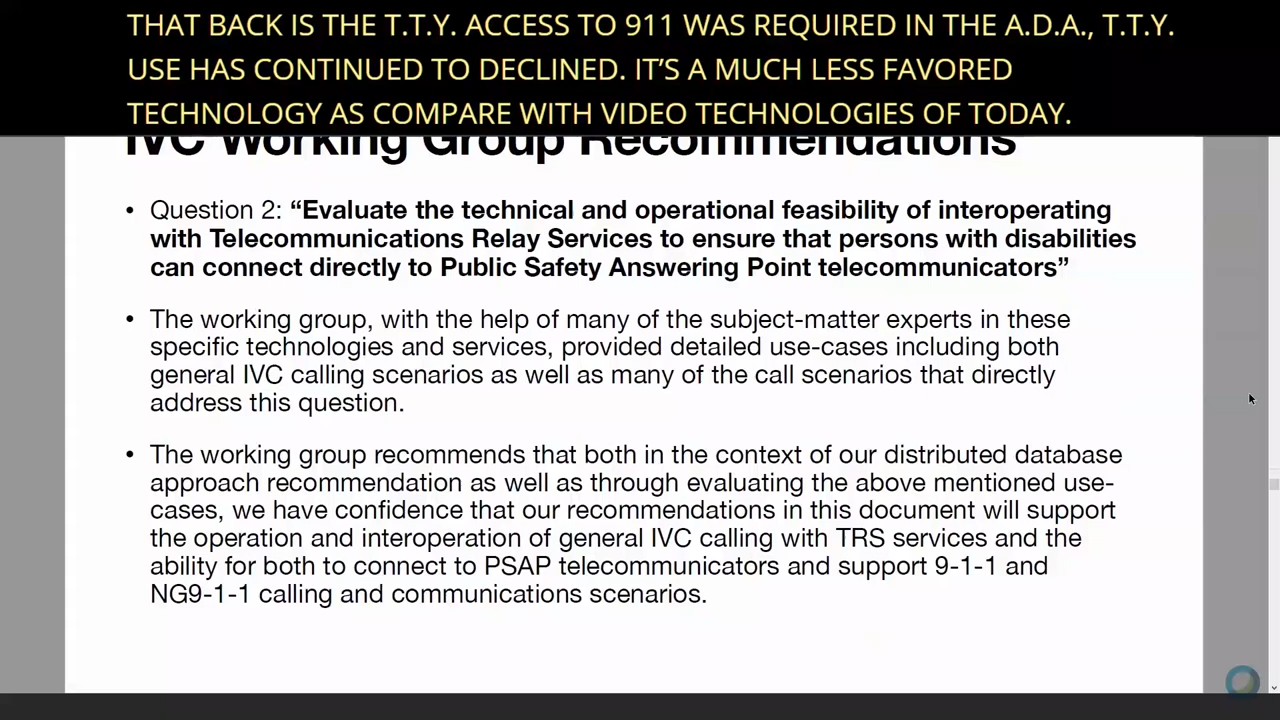 THAT BACK IS THE T.T.Y. ACCESS TO 911 WAS REQUIRED IN THE A.D.A., T.T.Y.
USE HAS CONTINUED TO DECLINED. IT'S A MUCH LESS FAVORED
TECHNOLOGY AS COMPARE WITH VIDEO TECHNOLOGIES OF TODAY.
IVC Working Group Recommendations
• Question 2: “Evaluate the technical and operational feasibility of interoperating
with Telecommunications Relay Services to ensure that persons with disabilities
can connect directly to Public Safety Answering Point telecommunicators”
• The working group, with the help of many of the subject-matter experts in these
specific technologies and services, provided detailed use-cases including both
general IVC calling scenarios as well as many of the call scenarios that directly
address this question.
• The working group recommends that both in the context of our distributed database
approach recommendation as well as through evaluating the above mentioned use-
cases, we have confidence that our recommendations in this document will support
the operation and interoperation of general IVC calling with TRS services and the
ability for both to connect to PSAP telecommunicators and support 9-1-1 and
NG9-1-1 calling and communications scenarios.